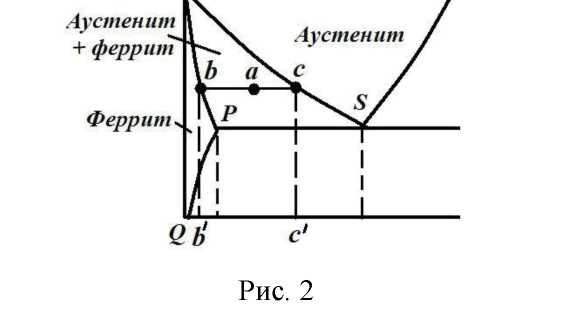 Аустенит
+ феррит
Аустенит
b
a
c
S
P
Феррит
Q
b'
c'
Рис. 2